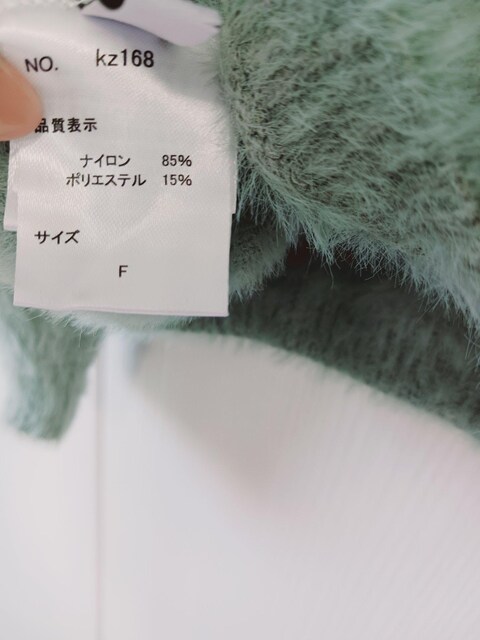 NO. kz168
品質表示
ナイロン 85%
ポリエステル 15%
サイズ
F